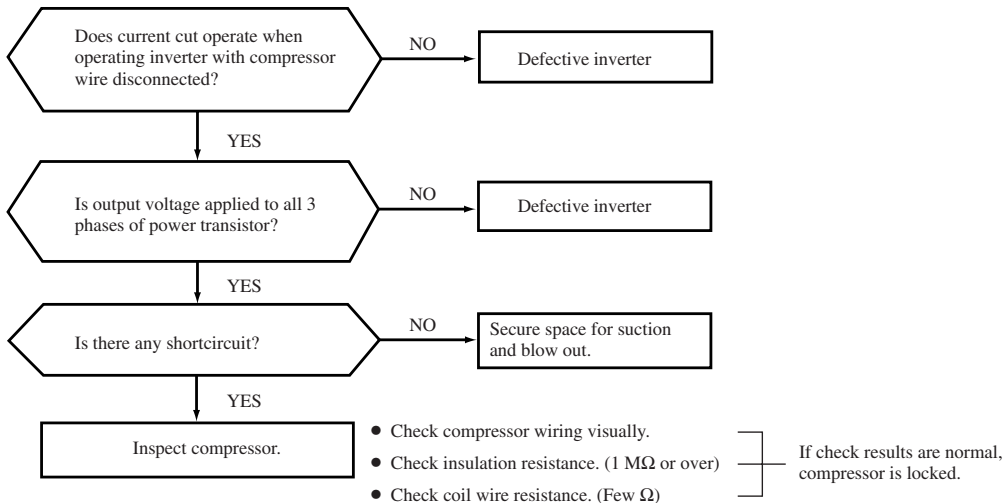 Does current cut operate when
operating inverter with compressor
wire disconnected?
NO
Defective inverter
YES
Is output voltage applied to all 3
phases of power transistor?
NO
Defective inverter
YES
Is there any shortcircuit?
NO
Secure space for suction
and blow out.
YES
Inspect compressor.
• Check compressor wiring visually.
• Check insulation resistance. (1 MΩ or over)
• Check coil wire resistance. (Few Ω)
If check results are normal,
compressor is locked.